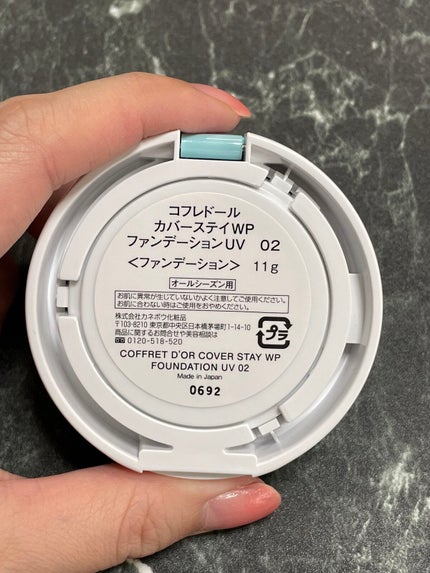 コフレドール
カバーステイWP
ファンデーションUV 02
＜ファンデーション＞ 11g
オールシーズン用
お肌に異常が生じていないかよく注意してご使用ください。
お肌に合わない時はご使用をおやめください。
株式会社カネボウ化粧品
〒103-8210 東京都中央区日本橋茅場町1-14-10
商品に関するお問合せや美容相談は
☏ 0120-518-520
プラ
COFFRET D'OR COVER STAY WP
FOUNDATION UV 02
Made in Japan
0692